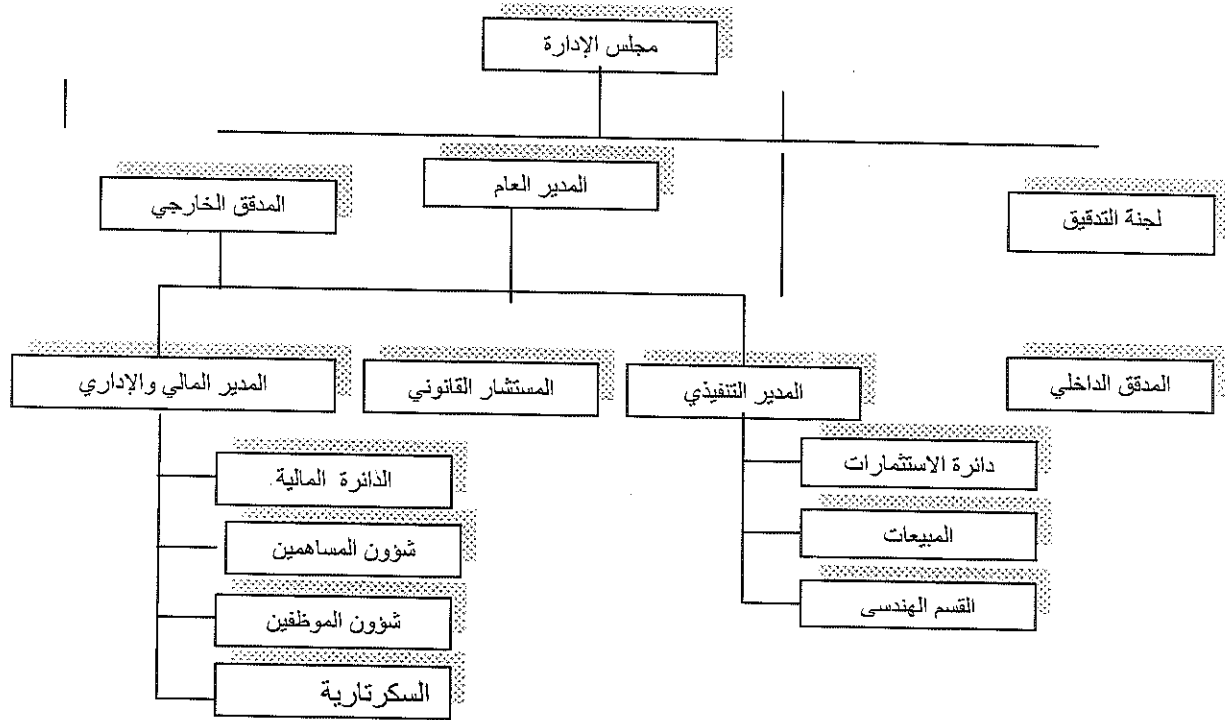 مجلس الإدارة
المدير العام
المدقق الخارجي
لجنة التدقيق
المدير المالي والإداري
المستشار القانوني
المدير التنفيذي
المدقق الداخلي
الدائرة المالية
شؤون المساهمين
شؤون الموظفين
السكرتارية
دائرة الاستثمارات
المبيعات
القسم الهندسى